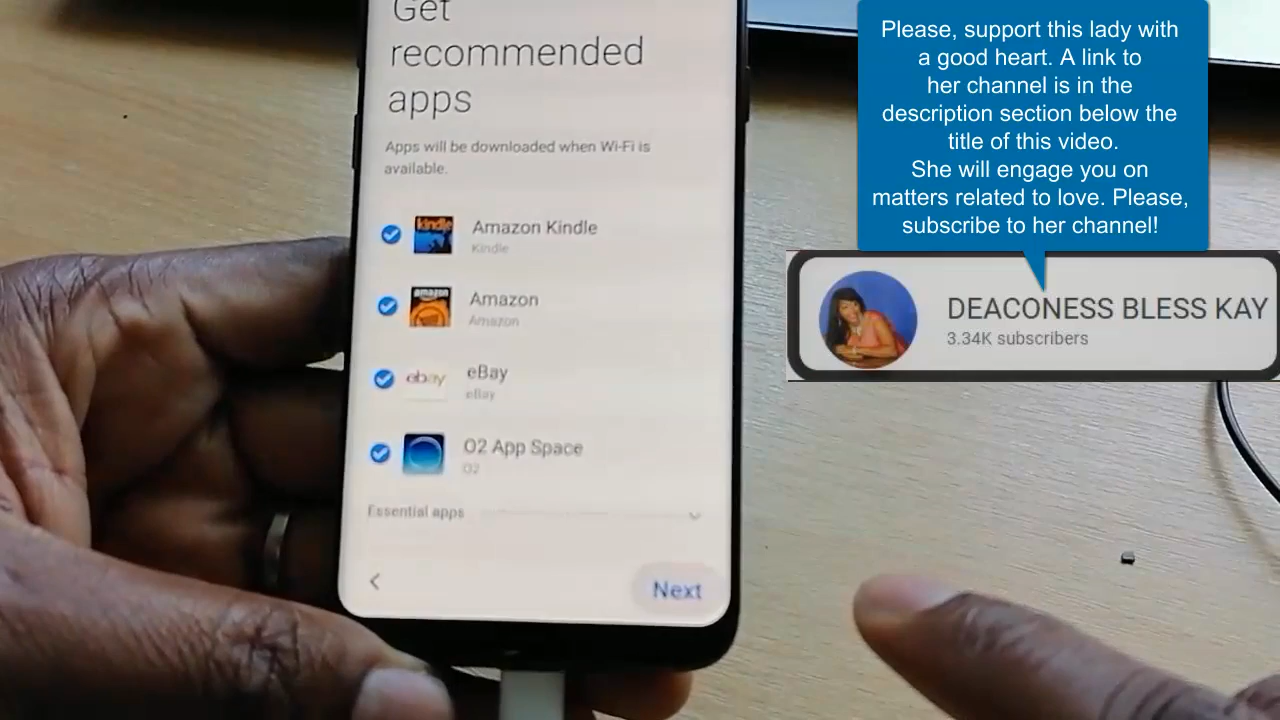 Get
recommended
apps
Apps will be downloaded when Wi-Fi is
available.
kindle
Amazon Kindle
Kindle
amazon
Amazon
Amazon
ebay
eBay
eBay
O2 App Space
O2
Essential apps
Next
Please, support this lady with
a good heart. A link to
her channel is in the
description section below the
title of this video.
She will engage you on
matters related to love. Please,
subscribe to her channel!
DEACONESS BLESS KAY
3.34K subscribers